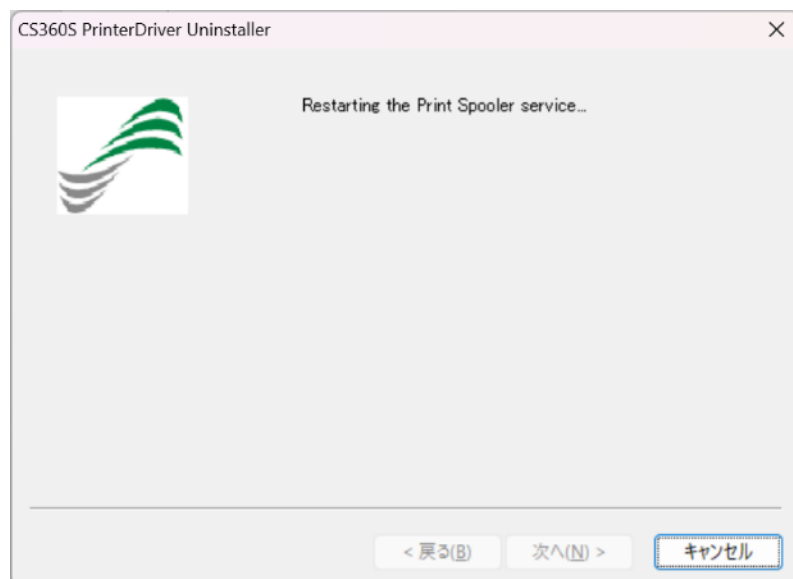 CS360S PrinterDriver Uninstaller
Restarting the Print Spooler service...
< 戻る(B)
次へ(N) >
キャンセル